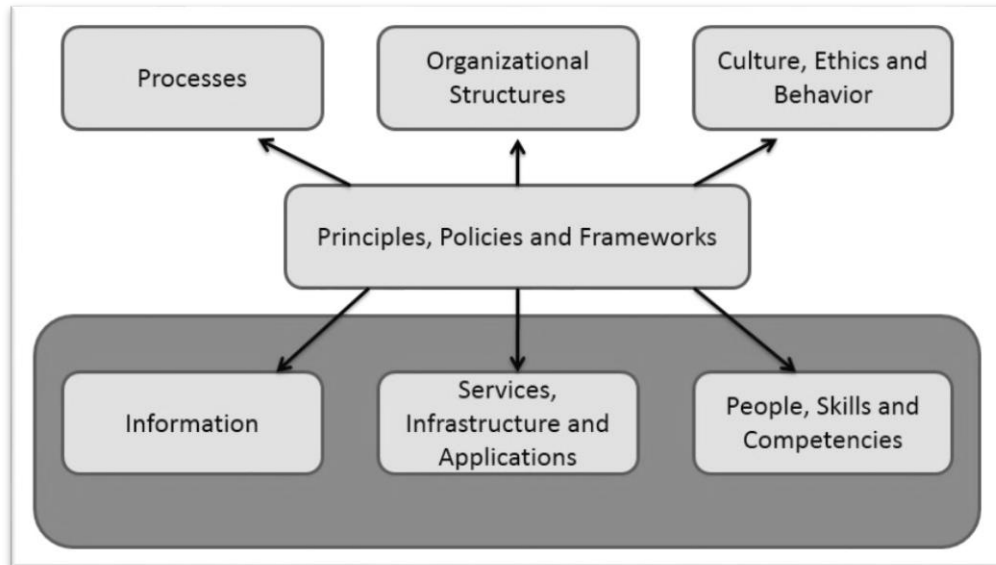 Processes
Organizational
Structures
Culture, Ethics and
Behavior
Principles, Policies and Frameworks
Information
Services,
Infrastructure and
Applications
People, Skills and
Competencies